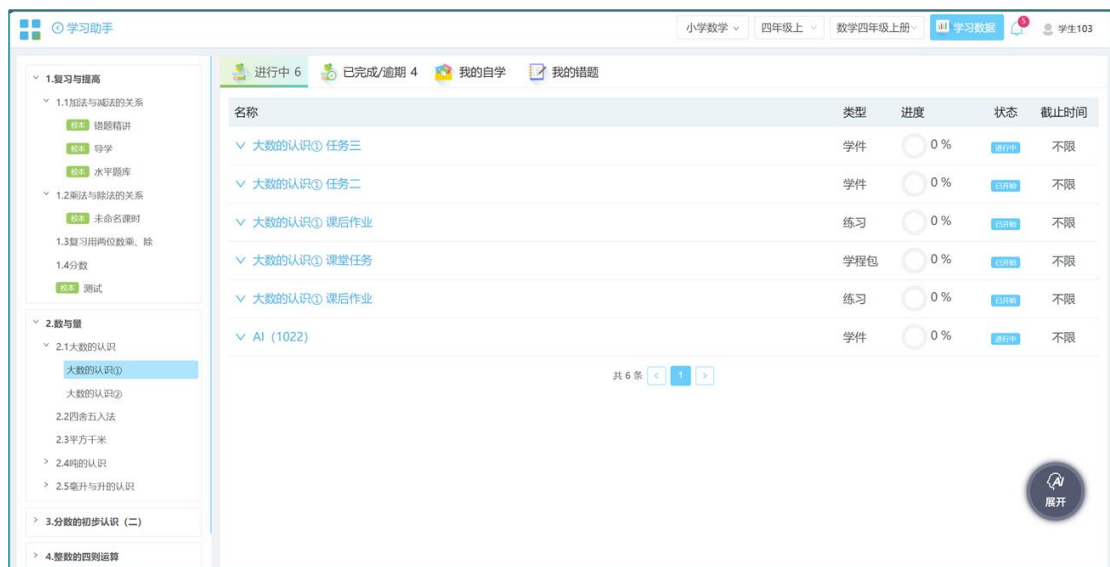 学习助手
小学数学 四年级上 数学四年级上册 学习数据 5 学生103
1.复习与提高
1.1加法与减法的关系
校本 错题精讲
校本 导学
校本 水平题库
1.2乘法与除法的关系
校本 未命名课时
1.3复习用两位数乘、除
1.4分数
校本 测试
2.数与量
2.1大数的认识
大数的认识①
大数的认识②
2.2四舍五入法
2.3平方千米
2.4吨的认识
2.5毫升与升的认识
3.分数的初步认识（二）
4.整数的四则运算
进行中 6 已完成/逾期 4 我的自学 我的错题
名称 类型 进度 状态 截止时间
大数的认识① 任务三 学件 0 % 进行中 不限
大数的认识① 任务二 学件 0 % 已开始 不限
大数的认识① 课后作业 练习 0 % 已开始 不限
大数的认识① 课堂任务 学程包 0 % 已开始 不限
大数的认识① 课后作业 练习 0 % 已开始 不限
AI（1022） 学件 0 % 进行中 不限
共 6 条 < 1 >
AI
展开